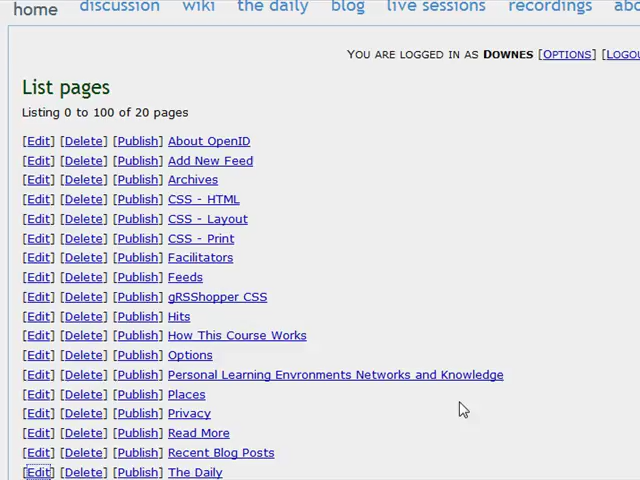 home discussion wiki the daily blog live sessions recordings
YOU ARE LOGGED IN AS DOWNES [OPTIONS]
List pages
Listing 0 to 100 of 20 pages
[Edit] [Delete] [Publish] About OpenID
[Edit] [Delete] [Publish] Add New Feed
[Edit] [Delete] [Publish] Archives
[Edit] [Delete] [Publish] CSS - HTML
[Edit] [Delete] [Publish] CSS - Layout
[Edit] [Delete] [Publish] CSS - Print
[Edit] [Delete] [Publish] Facilitators
[Edit] [Delete] [Publish] Feeds
[Edit] [Delete] [Publish] gRSShopper CSS
[Edit] [Delete] [Publish] Hits
[Edit] [Delete] [Publish] How This Course Works
[Edit] [Delete] [Publish] Options
[Edit] [Delete] [Publish] Personal Learning Envronments Networks and Knowledge
[Edit] [Delete] [Publish] Places
[Edit] [Delete] [Publish] Privacy
[Edit] [Delete] [Publish] Read More
[Edit] [Delete] [Publish] Recent Blog Posts
[Edit] [Delete] [Publish] The Daily